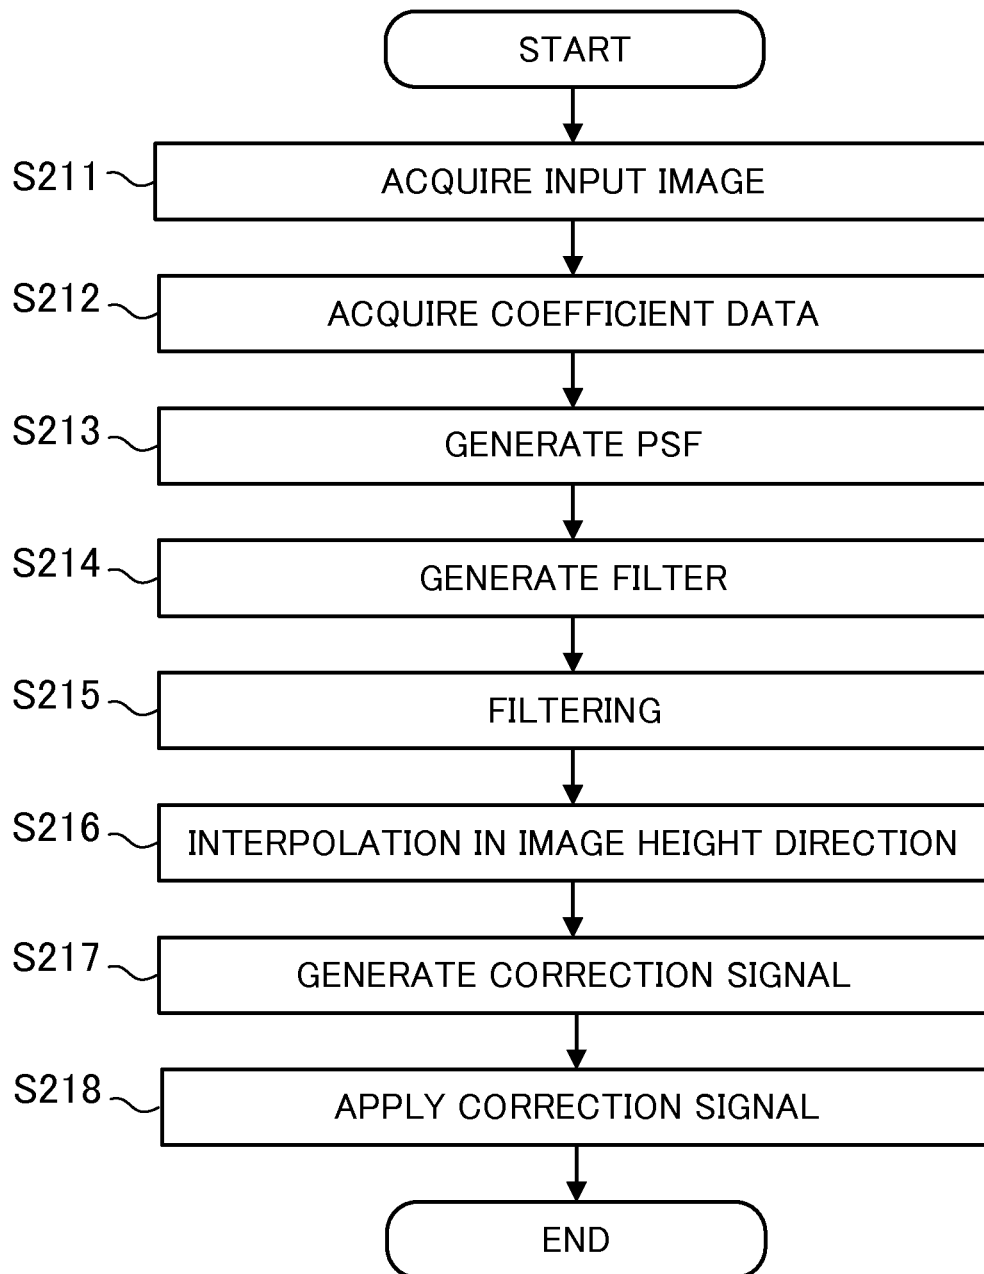 START
S211 ACQUIRE INPUT IMAGE
S212 ACQUIRE COEFFICIENT DATA
S213 GENERATE PSF
S214 GENERATE FILTER
S215 FILTERING
S216 INTERPOLATION IN IMAGE HEIGHT DIRECTION
S217 GENERATE CORRECTION SIGNAL
S218 APPLY CORRECTION SIGNAL
END